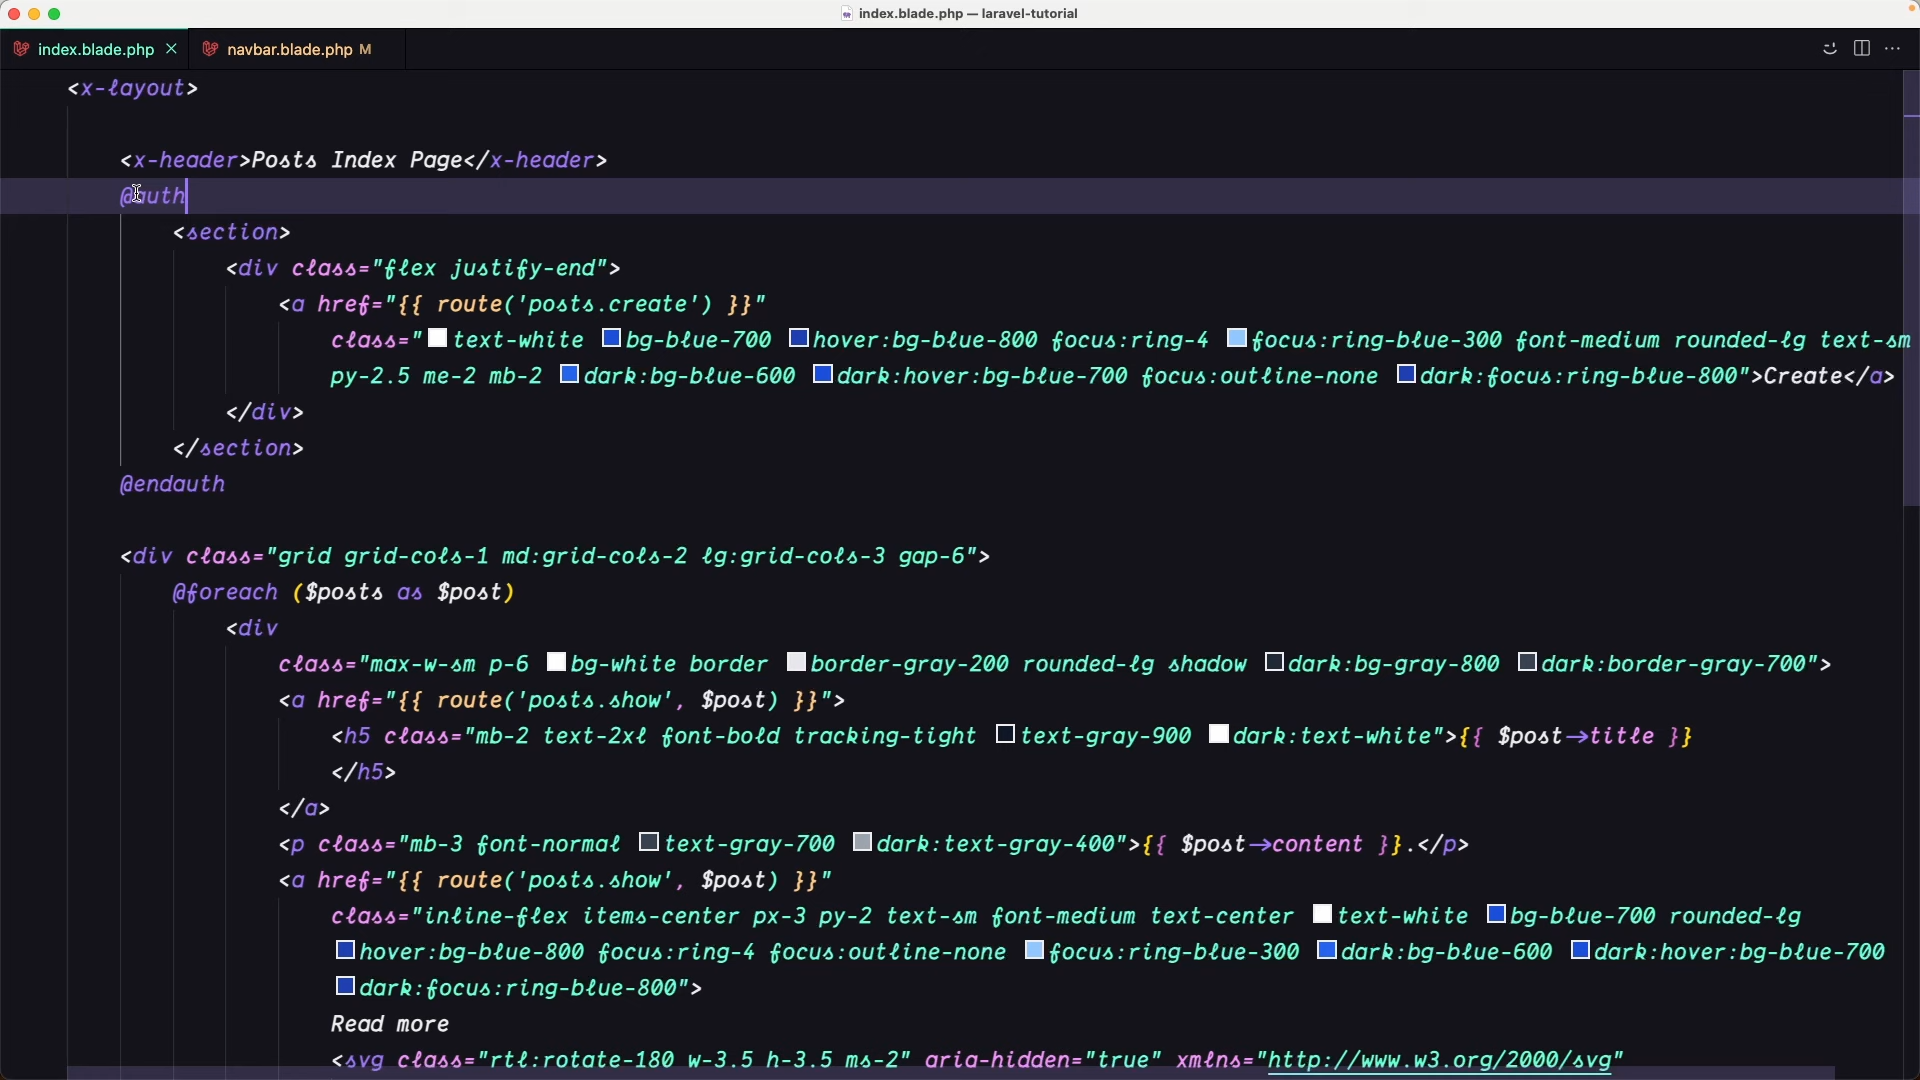 index.blade.php — laravel-tutorial
index.blade.php
navbar.blade.php M
<x-layout>
<x-header>Posts Index Page</x-header>
@auth
<section>
<div class="flex justify-end">
<a href="{{ route('posts.create') }}"
class="text-white bg-blue-700 hover:bg-blue-800 focus:ring-4 focus:ring-blue-300 font-medium rounded-lg text-sm
py-2.5 me-2 mb-2 dark:bg-blue-600 dark:hover:bg-blue-700 focus:outline-none dark:focus:ring-blue-800">Create</a>
</div>
</section>
@endauth
<div class="grid grid-cols-1 md:grid-cols-2 lg:grid-cols-3 gap-6">
@foreach ($posts as $post)
<div
class="max-w-sm p-6 bg-white border border-gray-200 rounded-lg shadow dark:bg-gray-800 dark:border-gray-700">
<a href="{{ route('posts.show', $post) }}">
<h5 class="mb-2 text-2xl font-bold tracking-tight text-gray-900 dark:text-white">{{ $post->title }}
</h5>
</a>
<p class="mb-3 font-normal text-gray-700 dark:text-gray-400">{{ $post->content }}.</p>
<a href="{{ route('posts.show', $post) }}"
class="inline-flex items-center px-3 py-2 text-sm font-medium text-center text-white bg-blue-700 rounded-lg
hover:bg-blue-800 focus:ring-4 focus:outline-none focus:ring-blue-300 dark:bg-blue-600 dark:hover:bg-blue-700
dark:focus:ring-blue-800">
Read more
<svg class="rtl:rotate-180 w-3.5 h-3.5 ms-2" aria-hidden="true" xmlns="http://www.w3.org/2000/svg"